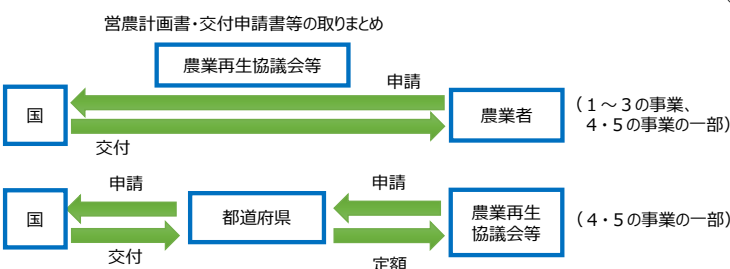 営農計画書・交付申請書等の取りまとめ
農業再生協議会等
申請
国
農業者
（１～３の事業、
４・５の事業の一部）
交付
申請
申請
国
都道府県
農業再生
協議会等
（４・５の事業の一部）
交付
定額